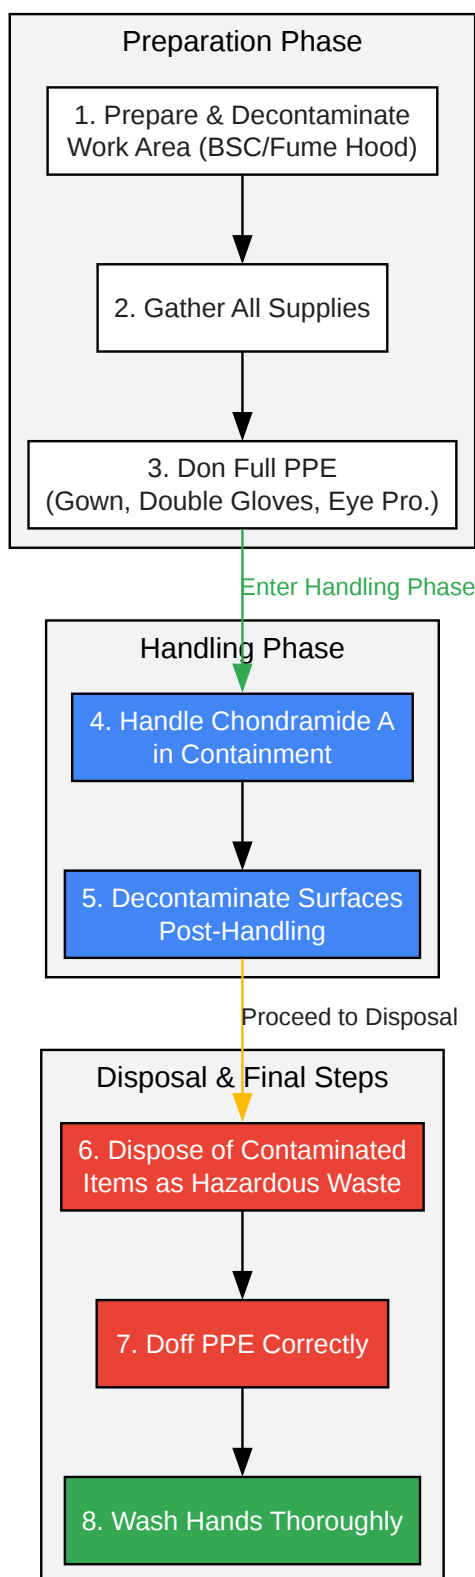 Preparation Phase
1. Prepare & Decontaminate
Work Area (BSC/Fume Hood)
2. Gather All Supplies
3. Don Full PPE
(Gown, Double Gloves, Eye Pro.)
Enter Handling Phase
Handling Phase
4. Handle Chondramide A
in Containment
5. Decontaminate Surfaces
Post-Handling
Proceed to Disposal
Disposal & Final Steps
6. Dispose of Contaminated
Items as Hazardous Waste
7. Doff PPE Correctly
8. Wash Hands Thoroughly